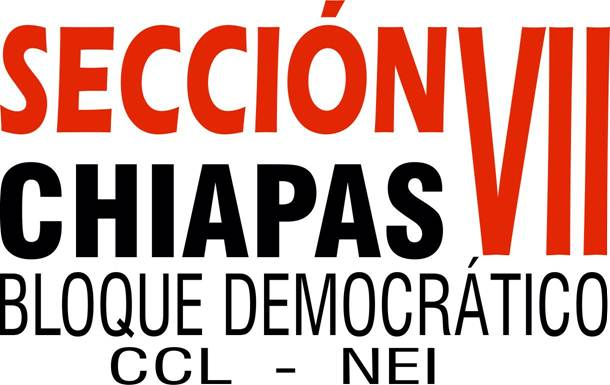 SECCIÓN VII
CHIAPAS
BLOQUE DEMOCRÁTICO
CCL - NEI